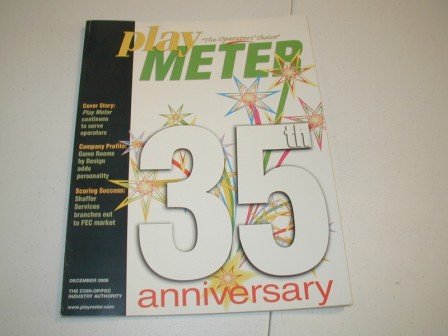 play
"The Operators' Choice"
METER
Cover Story:
Play Meter
continues
to serve
operators
Company Profile:
Game Rooms
by Design
adds
personality
Scoring Success:
Shaffer
Services
branches out
to FEC market
35th
anniversary
DECEMBER 2009
THE COIN-OP/FEC
INDUSTRY AUTHORITY
www.playmeter.com